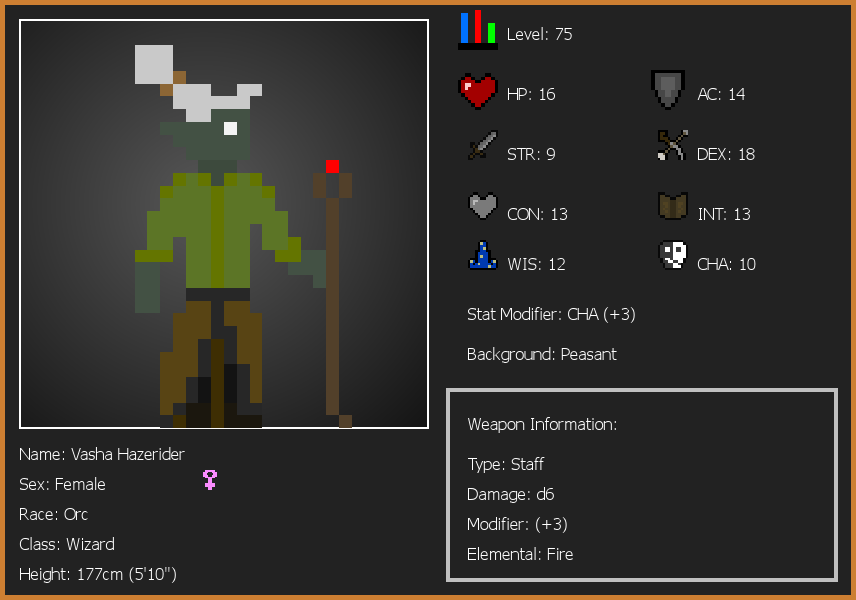 Level: 75
HP: 16
AC: 14
STR: 9
DEX: 18
CON: 13
INT: 13
WIS: 12
CHA: 10
Stat Modifier: CHA (+3)
Background: Peasant
Weapon Information:
Type: Staff
Damage: d6
Modifier: (+3)
Elemental: Fire
Name: Vasha Hazerider
Sex: Female
Race: Orc
Class: Wizard
Height: 177cm (5'10")